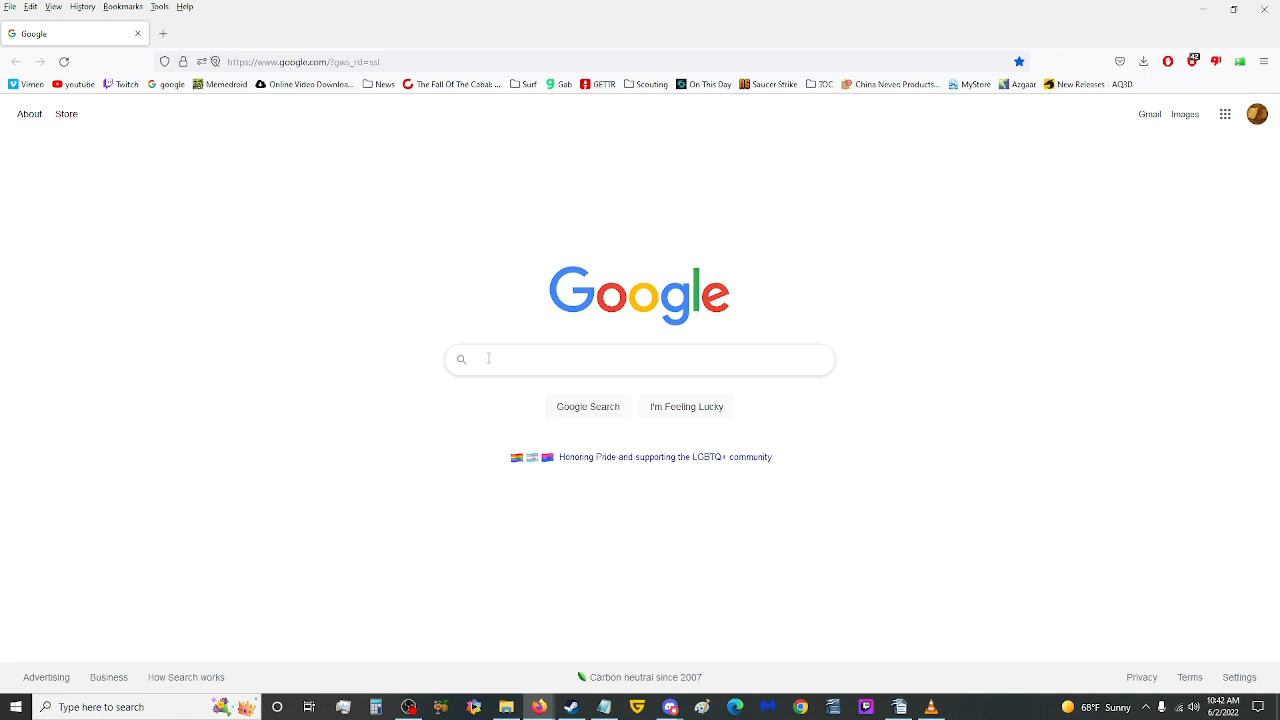 File Edit View History Bookmarks Tools Help
Google
https://www.google.com/?gws_rd=ssl
49
Vimeo youtube Twitch google Memedroid Online Video Downloa... News The Fall Of The Cabal: ... Surf Gab GETTR Scouting On This Day Saucer Strike TOC China Never, Products... MyStore Azgaar New Releases - AQ3D
About Store Gmail Images
Google
Google Search I'm Feeling Lucky
Honoring Pride and supporting the LGBTQ+ community
Advertising Business How Search works Carbon neutral since 2007 Privacy Terms Settings
Type here to search 68°F Sunny 10:42 AM
6/2/2022